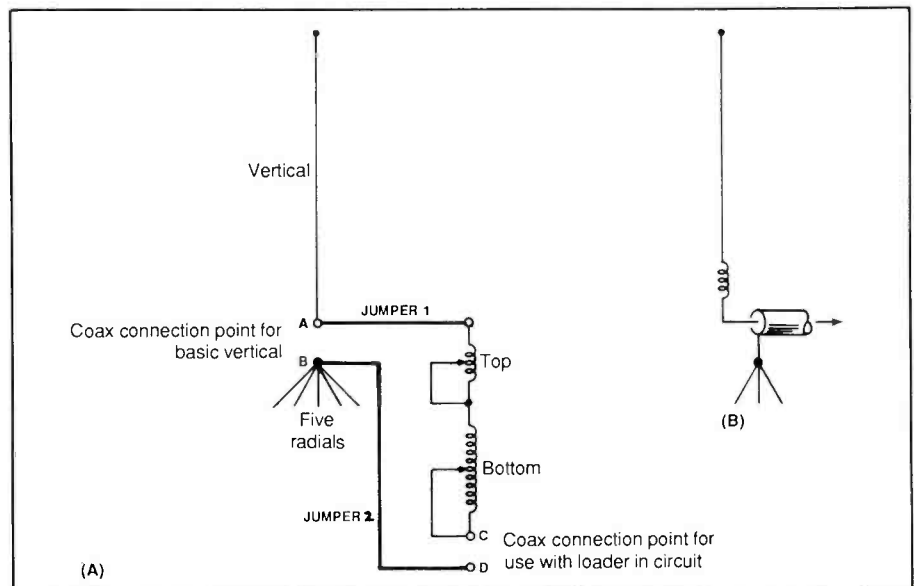 Vertical
A
JUMPER 1
Coax connection point for
basic vertical
B
Top
Five
radials
Bottom
JUMPER 2
C
Coax connection point for
use with loader in circuit
D
(A)
(B)